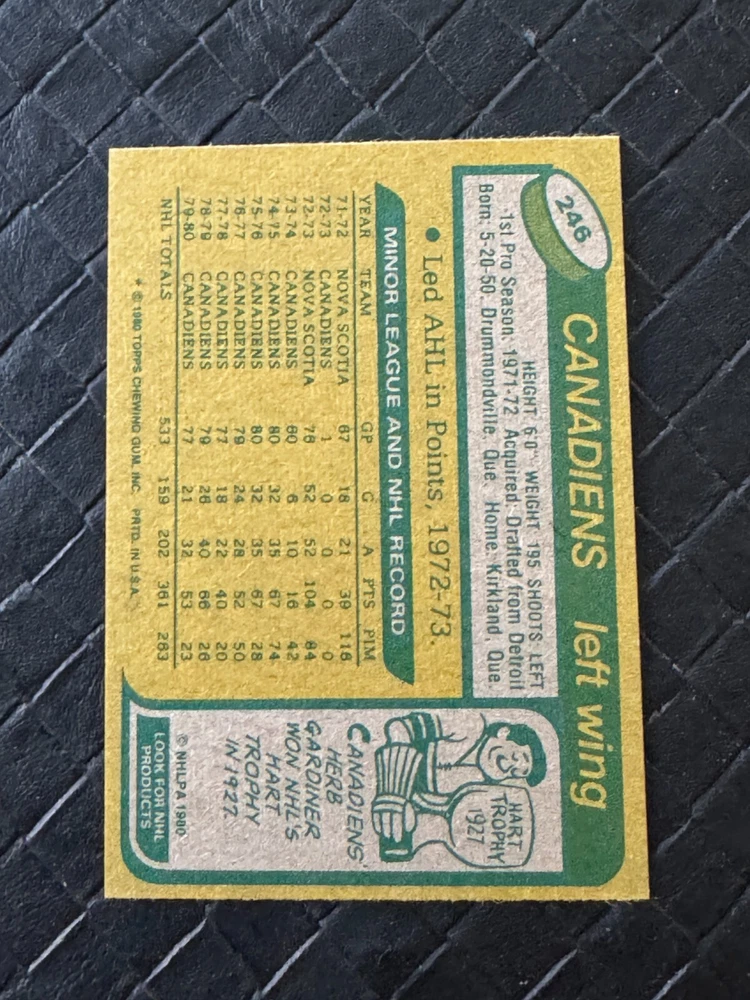 246
CANADIENS left wing
HEIGHT 6'0" WEIGHT 195 SHOOTS LEFT
1st Pro Season: 1971-72 Acquired: Drafted from Detroit
Born: 5-20-50, Drummondville, Que. Home: Kirkland, Que.
• Led AHL in Points, 1972-73.
MINOR LEAGUE AND NHL RECORD
YEAR TEAM GP G A PTS PIM
71-72 NOVA SCOTIA 67 18 21 39 116
72-73 CANADIENS 1 0 0 0 0
72-73 NOVA SCOTIA 76 52 52 104 84
73-74 CANADIENS 60 6 10 16 42
74-75 CANADIENS 80 32 35 67 74
75-76 CANADIENS 80 32 35 67 28
76-77 CANADIENS 79 24 28 52 50
77-78 CANADIENS 77 18 22 40 20
78-79 CANADIENS 79 26 40 66 26
79-80 CANADIENS 77 21 32 53 23
NHL TOTALS 533 159 202 361 263
* © 1980 TOPPS CHEWING GUM, INC. PRTD. IN U.S.A.
HART
TROPHY
1927
CANADIENS'
HERB
GARDINER
WON NHL'S
HART
TROPHY
IN 1927.
© NHLPA 1980
LOOK FOR NHL
PRODUCTS